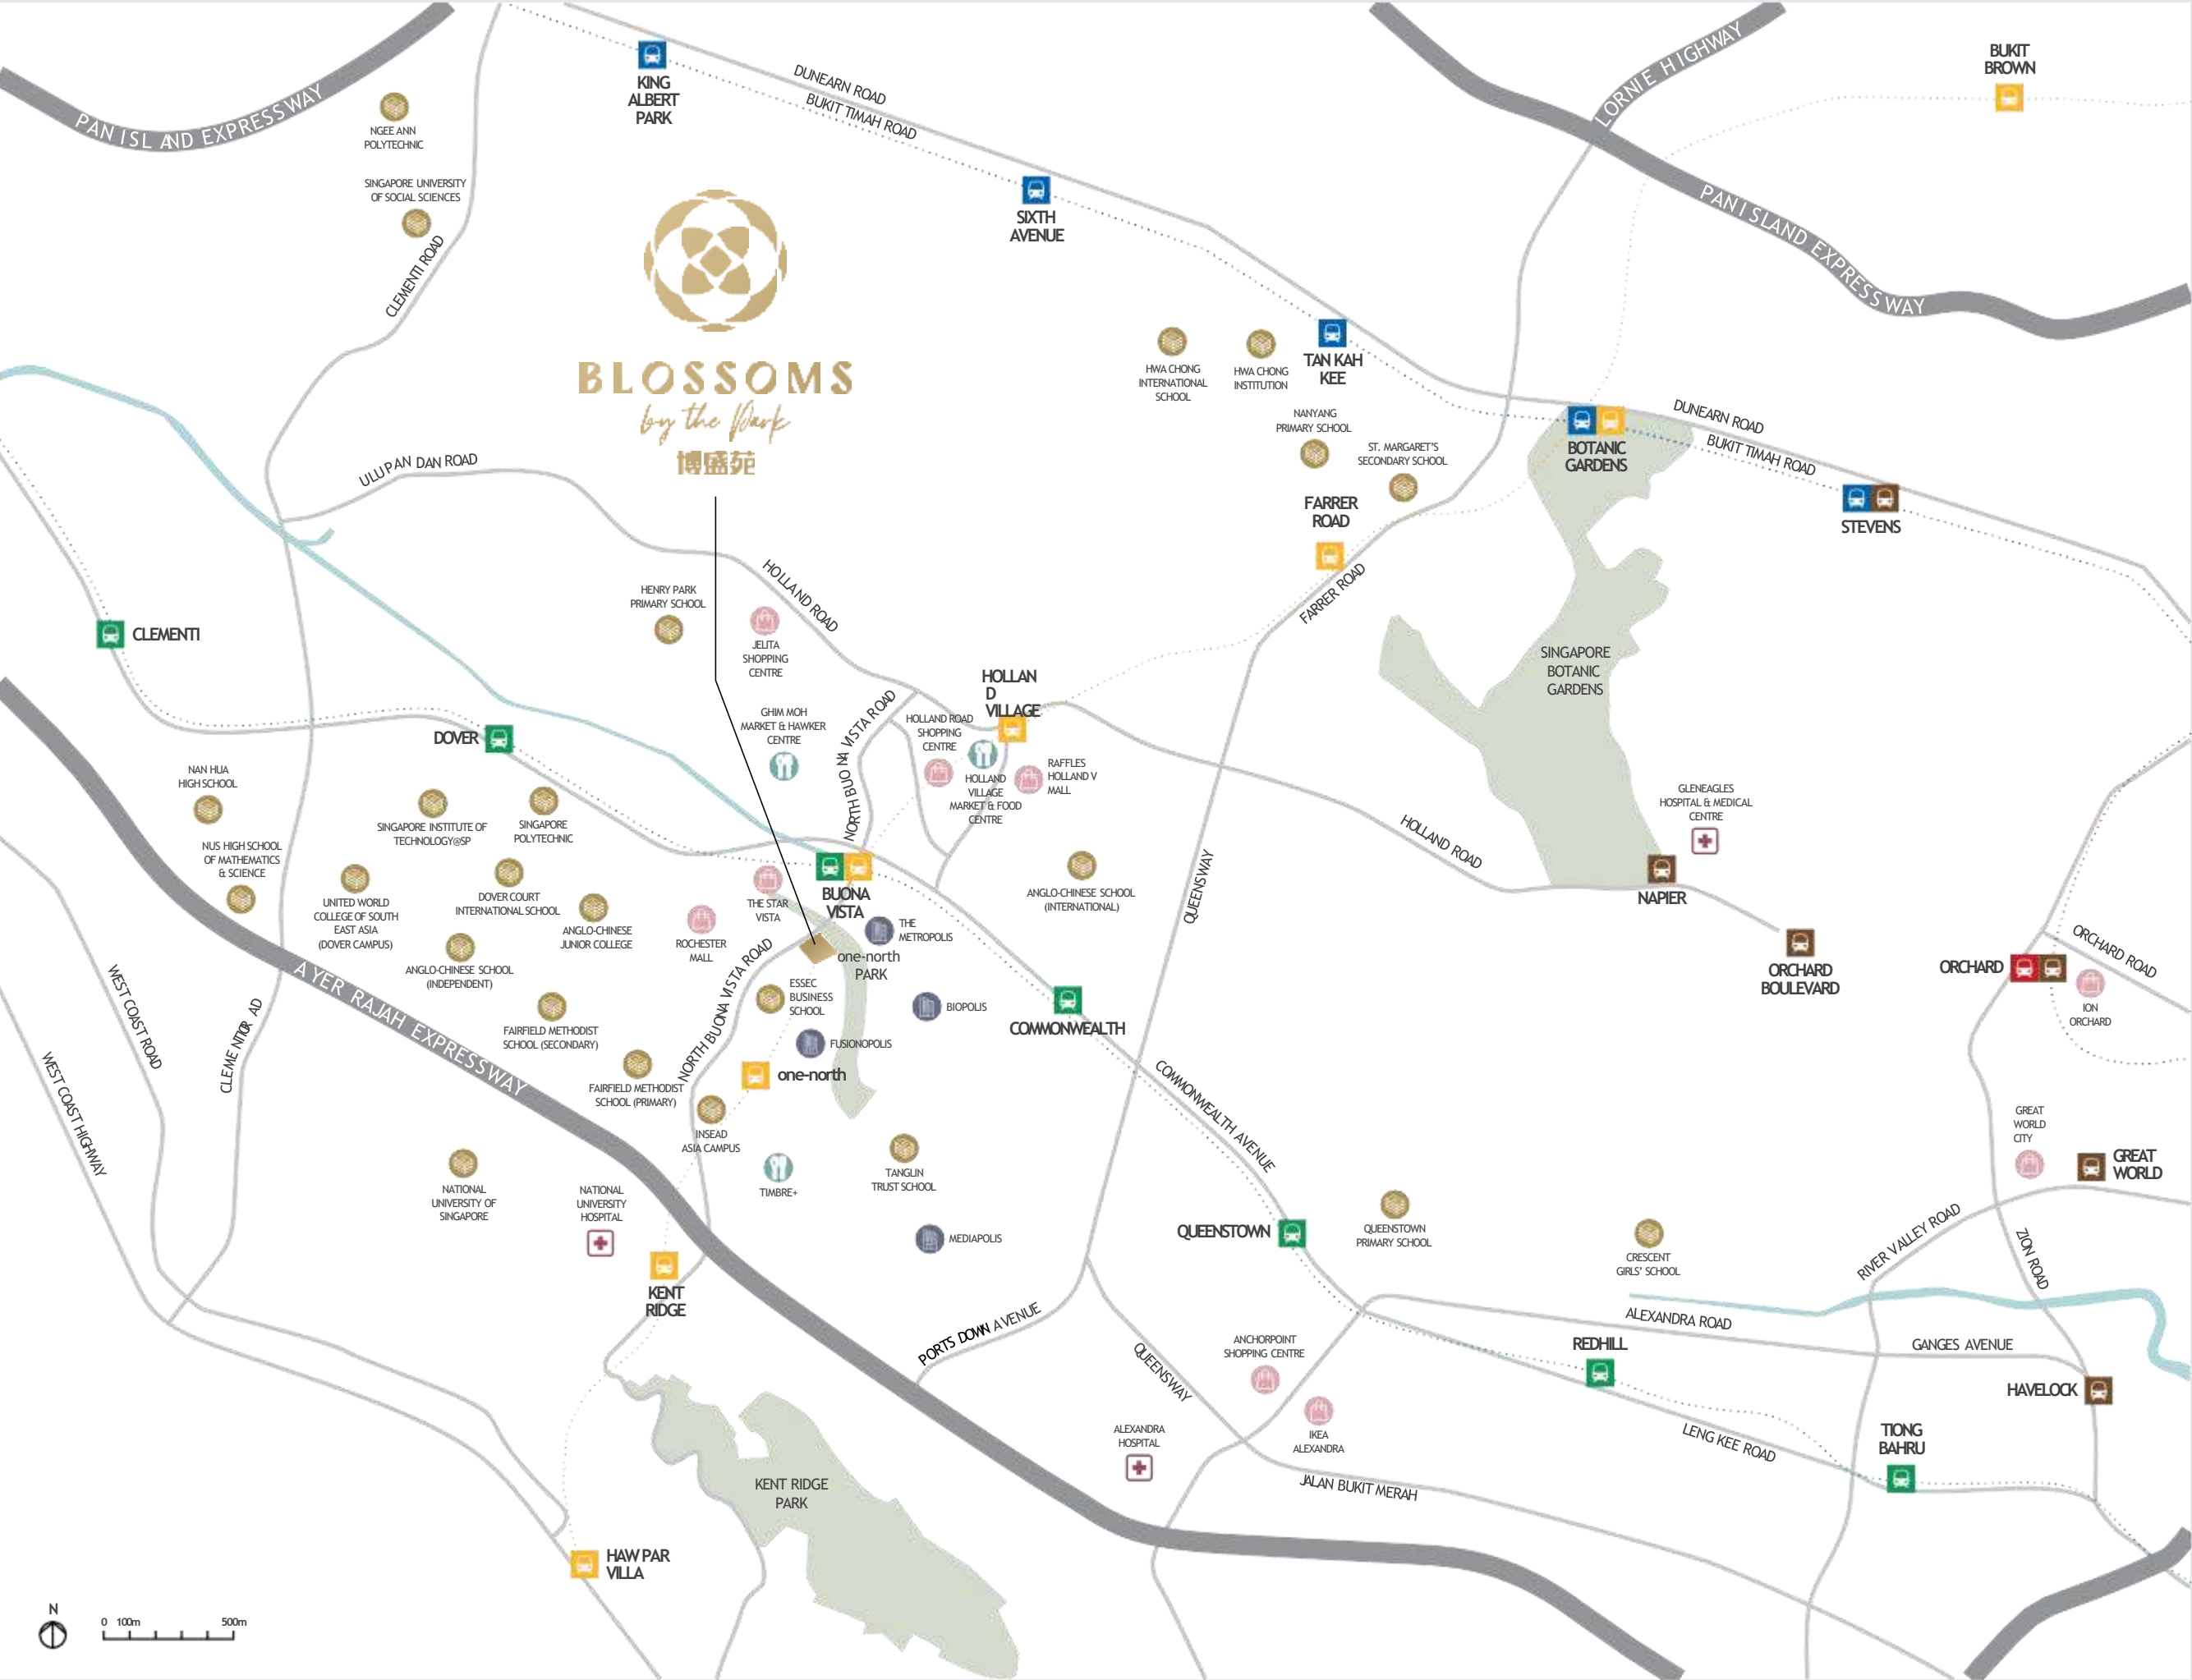 PAN ISLAND EXPRESSWAY
NGEE ANN
POLYTECHNIC
SINGAPORE UNIVERSITY
OF SOCIAL SCIENCES
CLEMENTI ROAD
KING
ALBERT
PARK
DUNEARN ROAD
BUKIT TIMAH ROAD
SIXTH
AVENUE
LORNIE HIGHWAY
BUKIT
BROWN
PAN ISLAND EXPRESSWAY
BLOSSOMS
by the Park
博盛苑
HWA CHONG
INTERNATIONAL
SCHOOL
HWA CHONG
INSTITUTION
TAN KAH
KEE
NANYANG
PRIMARY SCHOOL
ST. MARGARET'S
SECONDARY SCHOOL
FARRER
ROAD
FARRER ROAD
BOTANIC
GARDENS
DUNEARN ROAD
BUKIT TIMAH ROAD
STEVENS
ULU PAN DAN ROAD
HOLLAND ROAD
HENRY PARK
PRIMARY SCHOOL
JELITA
SHOPPING
CENTRE
CLEMENTI
SINGAPORE
BOTANIC
GARDENS
HOLLAN
D
VILLAGE
GHIM MOH
MARKET & HAWKER
CENTRE
NORTH BUO NA VISTA ROAD
HOLLAND ROAD
SHOPPING
CENTRE
HOLLAND
VILLAGE
MARKET & FOOD
CENTRE
RAFFLES
HOLLAND V
MALL
DOVER
NAN HUA
HIGH SCHOOL
NUS HIGH SCHOOL
OF MATHEMATICS
& SCIENCE
SINGAPORE INSTITUTE OF
TECHNOLOGY@SP
SINGAPORE
POLYTECHNIC
UNITED WORLD
COLLEGE OF SOUTH
EAST ASIA
(DOVER CAMPUS)
DOVER COURT
INTERNATIONAL SCHOOL
ANGLO-CHINESE
JUNIOR COLLEGE
ANGLO-CHINESE SCHOOL
(INDEPENDENT)
THE STAR
VISTA
BUONA
VISTA
ROCHESTER
MALL
THE
METROPOLIS
one-north
PARK
ANGLO-CHINESE SCHOOL
(INTERNATIONAL)
QUEENSWAY
HOLLAND ROAD
GLENEAGLES
HOSPITAL & MEDICAL
CENTRE
NAPIER
ORCHARD
BOULEVARD
ORCHARD
ORCHARD ROAD
ION
ORCHARD
AYER RAJAH EXPRESSWAY
WEST COAST ROAD
WEST COAST HIGHWAY
CLEME NTIOR AD
FAIRFIELD METHODIST
SCHOOL (SECONDARY)
FAIRFIELD METHODIST
SCHOOL (PRIMARY)
NORTH BUONA VISTA ROAD
ESSEC
BUSINESS
SCHOOL
BIOPOLIS
FUSIONOPOLIS
one-north
COMMONWEALTH
COMMONWEALTH AVENUE
INSEAD
ASIA CAMPUS
TIMBRE+
TANGLIN
TRUST SCHOOL
MEDIAPOLIS
NATIONAL
UNIVERSITY OF
SINGAPORE
NATIONAL
UNIVERSITY
HOSPITAL
KENT
RIDGE
GREAT
WORLD
CITY
GREAT
WORLD
QUEENSTOWN
QUEENSTOWN
PRIMARY SCHOOL
CRESCENT
GIRLS' SCHOOL
RIVER VALLEY ROAD
ZION ROAD
PORTS DOWN AVENUE
QUEENSWAY
ANCHORPOINT
SHOPPING CENTRE
IKEA
ALEXANDRA
ALEXANDRA
HOSPITAL
ALEXANDRA ROAD
GANGES AVENUE
REDHILL
HAVELOCK
LENG KEE ROAD
TIONG
BAHRU
JALAN BUKIT MERAH
KENT RIDGE
PARK
HAW PAR
VILLA
N
0 100m 500m